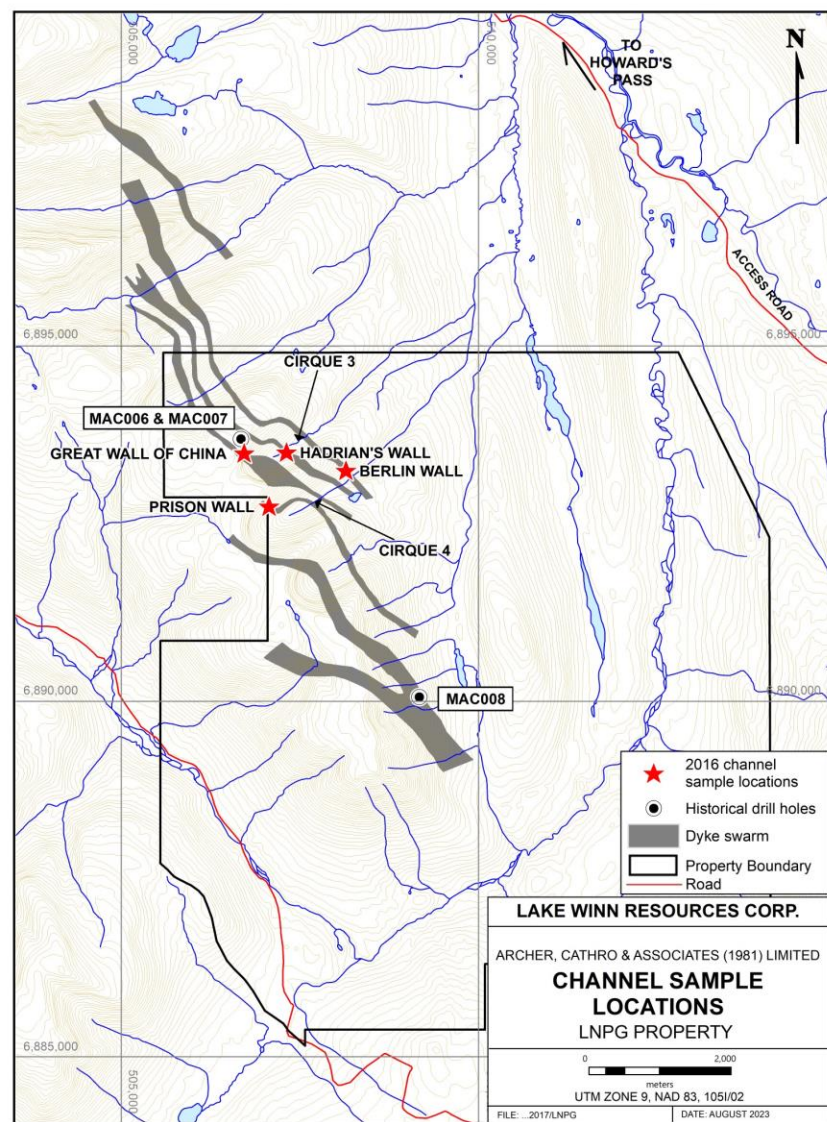 505,000
510,000
N
TO
HOWARD'S
PASS
ACCESS ROAD
6,895,000
6,895,000
CIRQUE 3
MAC006 & MAC007
GREAT WALL OF CHINA
HADRIAN'S WALL
BERLIN WALL
PRISON WALL
CIRQUE 4
6,890,000
6,890,000
MAC008
2016 channel
sample locations
Historical drill holes
Dyke swarm
Property Boundary
Road
LAKE WINN RESOURCES CORP.
ARCHER, CATHRO & ASSOCIATES (1981) LIMITED
CHANNEL SAMPLE
LOCATIONS
LNPG PROPERTY
6,885,000
505,000
0 2,000
meters
UTM ZONE 9, NAD 83, 105I/02
FILE: ...2017/LNPG DATE: AUGUST 2023